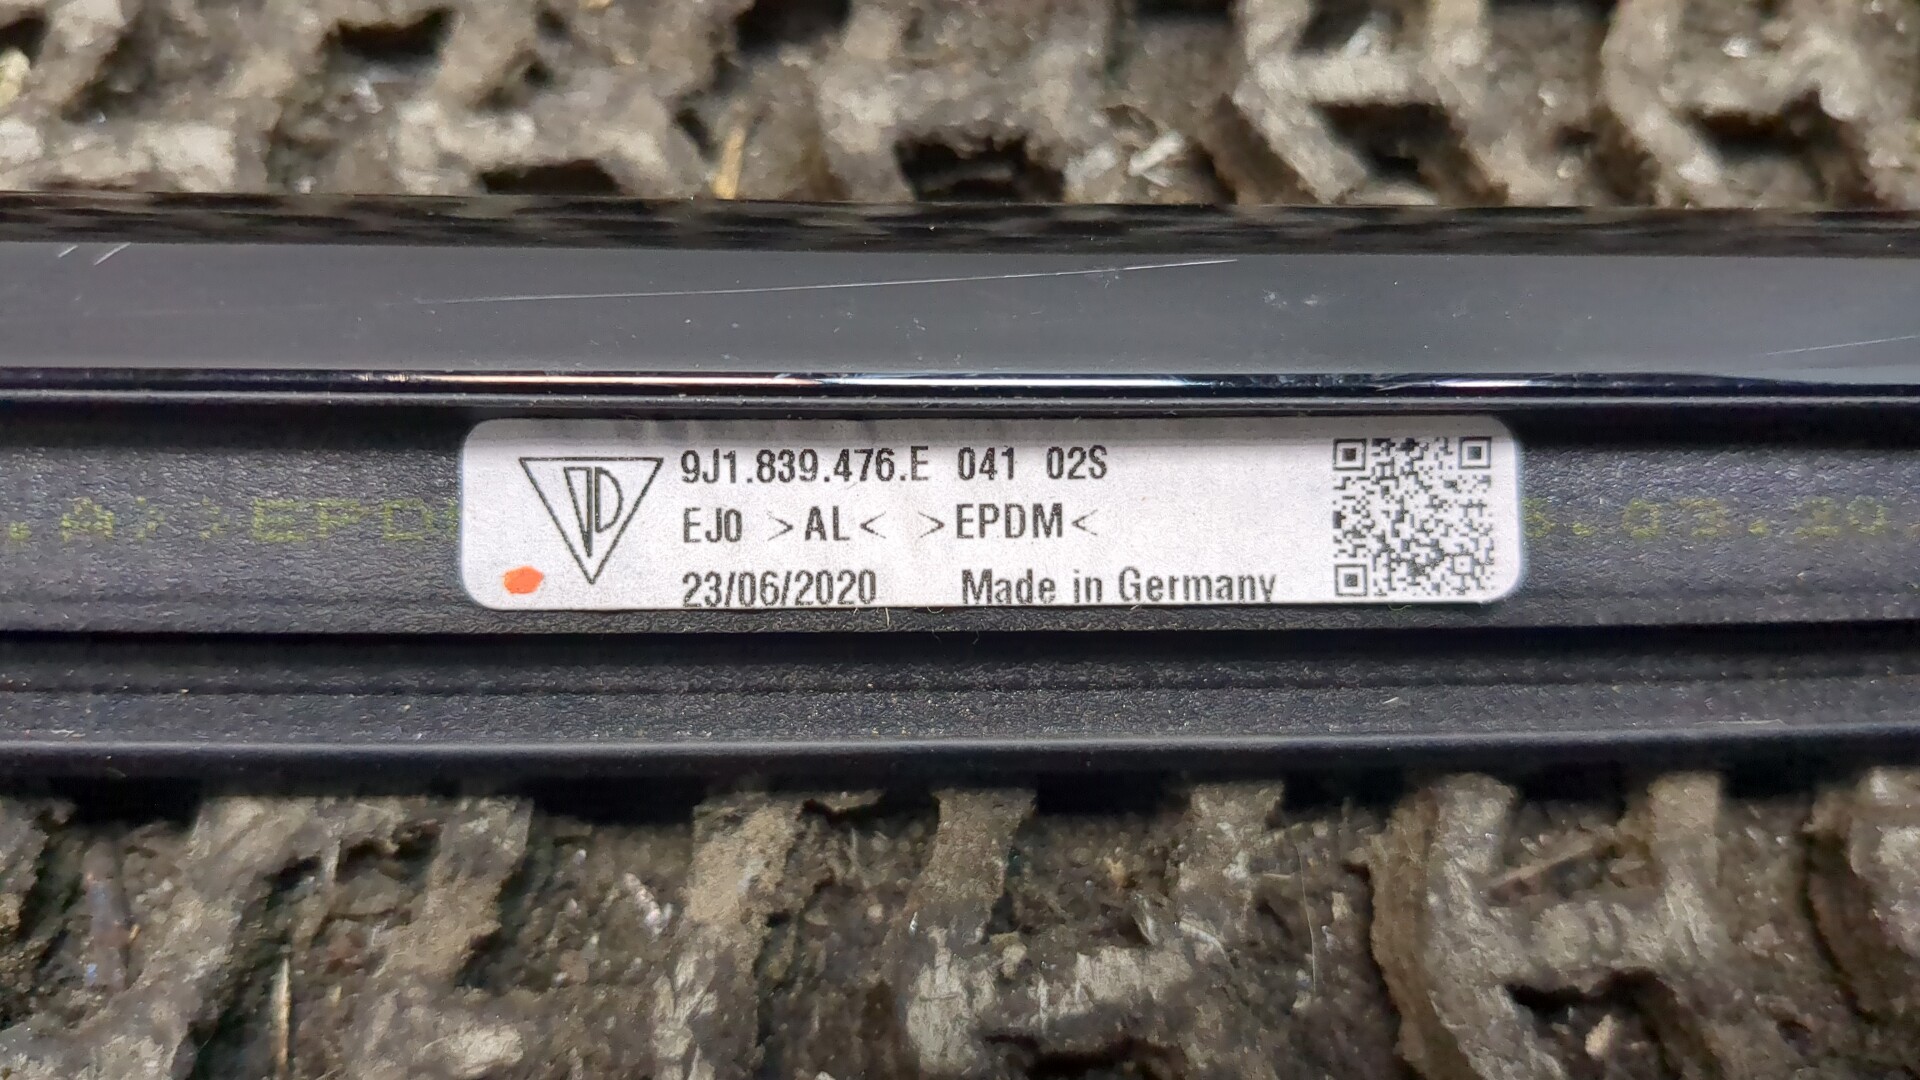 9J1.839.476.E 041 02S
EJ0 >AL< >EPDM<
23/06/2020 Made in Germany